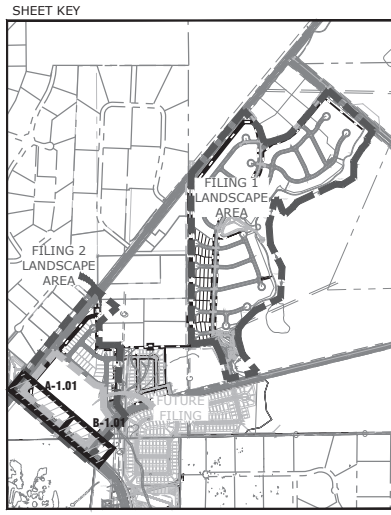 SHEET KEY
FILING 1
LANDSCAPE
AREA
FILING 2
LANDSCAPE
AREA
A-1.01
B-1.01
FUTURE
FILING